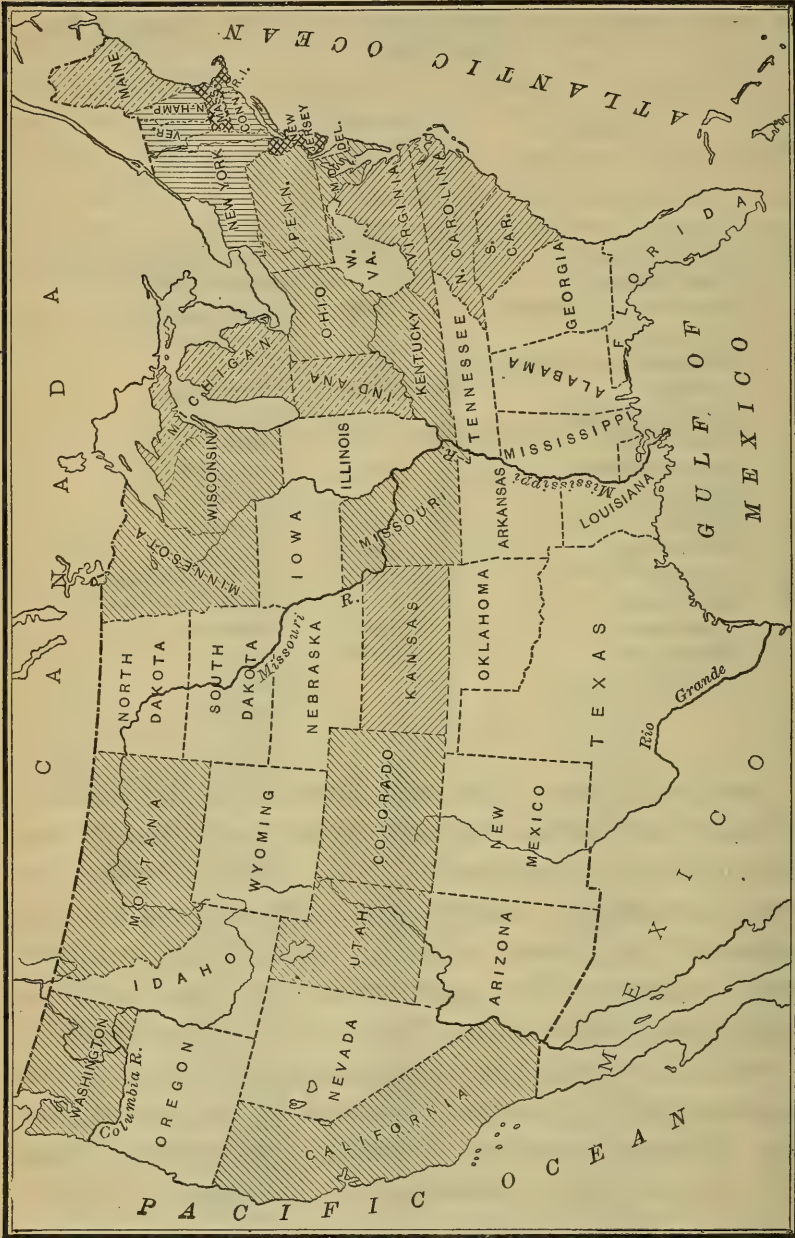 CANADA
PACIFIC OCEAN
ATLANTIC OCEAN
GULF OF
MEXICO
MEXICO
WASHINGTON
Columbia R.
OREGON
CALIFORNIA
NEVADA
IDAHO
MONTANA
WYOMING
UTAH
COLORADO
ARIZONA
NEW
MEXICO
NORTH
DAKOTA
SOUTH
DAKOTA
Missouri
R.
NEBRASKA
KANSAS
OKLAHOMA
TEXAS
Rio
Grande
MINNESOTA
IOWA
MISSOURI
ARKANSAS
LOUISIANA
Mississippi
R.
WISCONSIN
ILLINOIS
MICHIGAN
INDIANA
OHIO
KENTUCKY
TENNESSEE
MISSISSIPPI
ALABAMA
GEORGIA
FLORIDA
S.
CAR.
N.
CAROLINA
VIRGINIA
W.
VA.
MD.
DEL.
PENN.
NEW
JERSEY
NEW YORK
CONN.
R.I.
MASS.
VER.
N-HAMP
MAINE